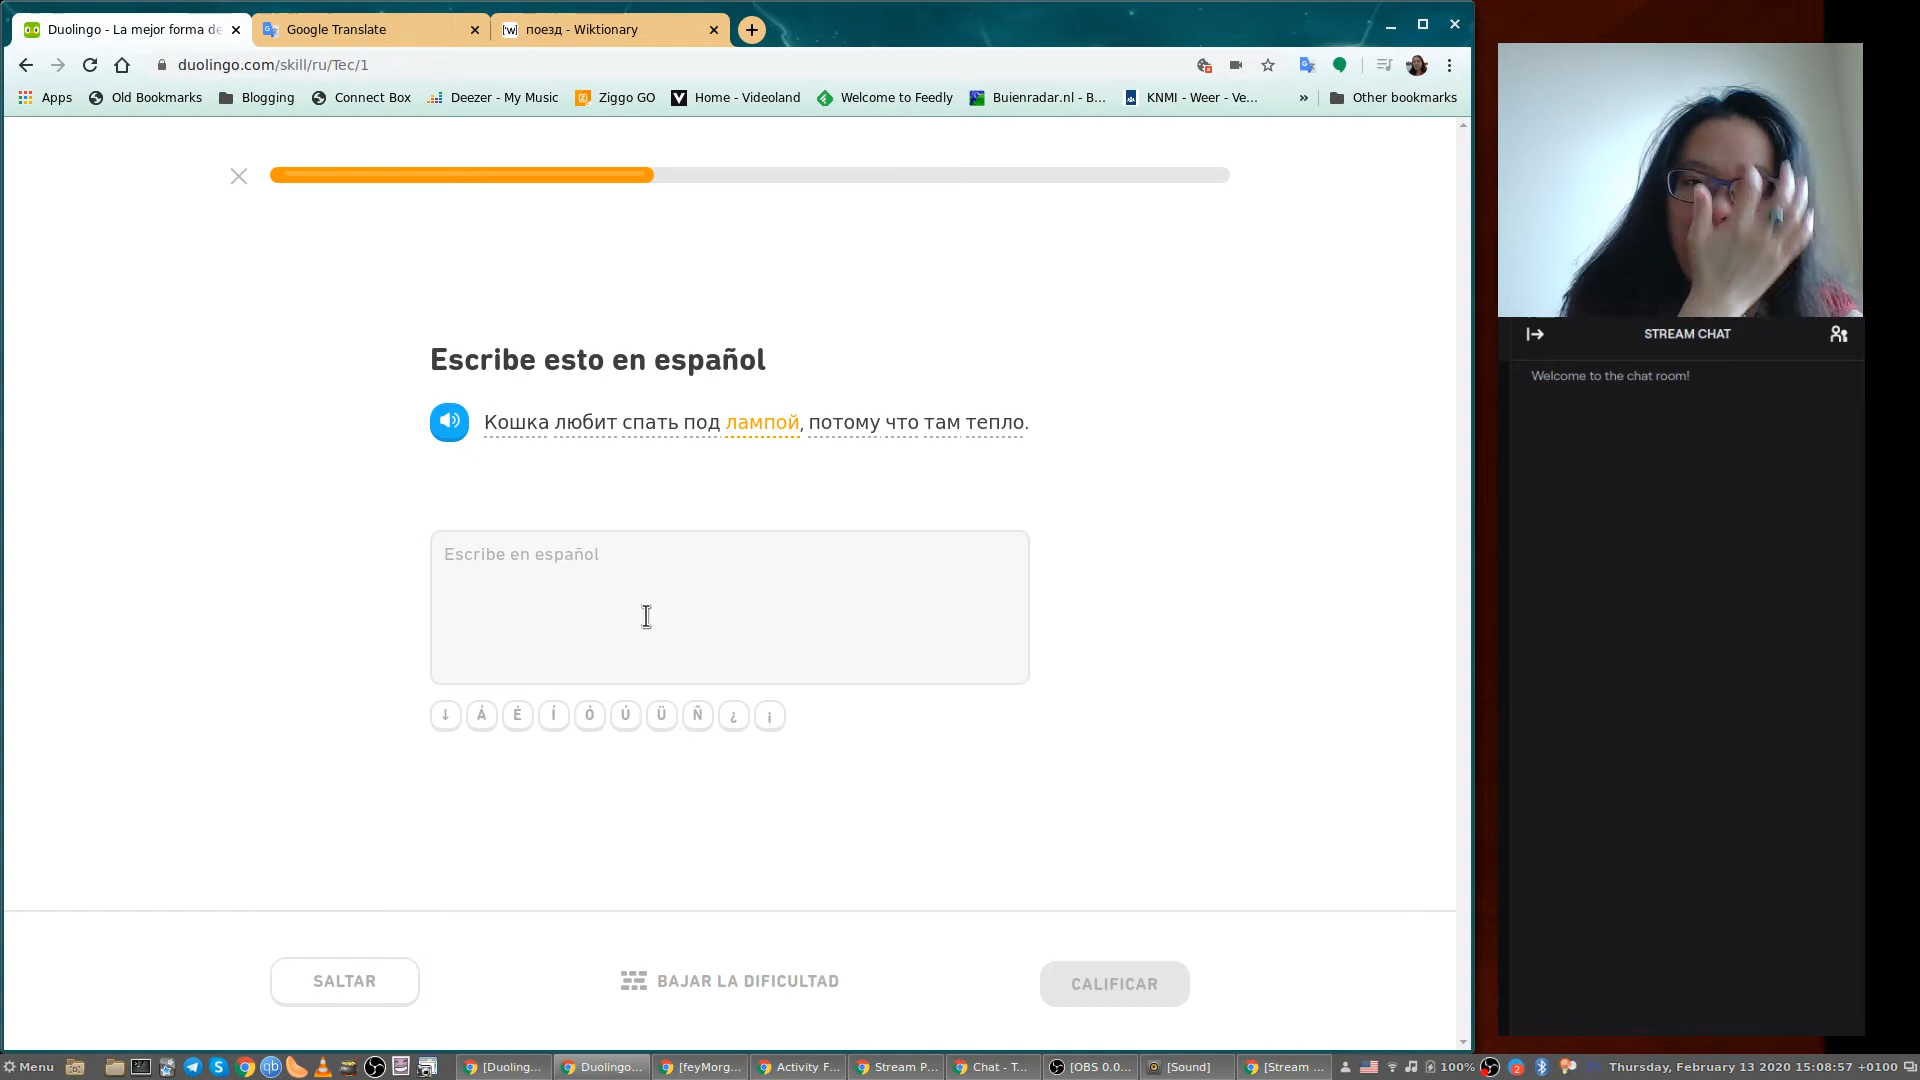 Duolingo - La mejor forma de
Google Translate
поезд - Wiktionary
duolingo.com/skill/ru/Tec/1
Apps
Old Bookmarks
Blogging
Connect Box
Deezer - My Music
Ziggo GO
Home - Videoland
Welcome to Feedly
Buienradar.nl - B...
KNMI - Weer - Ve...
»
Other bookmarks
Escribe esto en español
Кошка любит спать под лампой, потому что там тепло.
Escribe en español
↓ Á É Í Ó Ú Ü Ñ ¿ ¡
SALTAR
BAJAR LA DIFICULTAD
CALIFICAR
STREAM CHAT
Welcome to the chat room!
Menu
[Duoling...
Duolingo...
[feyMorg...
Activity F...
Stream P...
Chat - T...
[OBS 0.0...
[Sound]
[Stream ...
100%
2
Thursday, February 13 2020 15:08:57 +0100